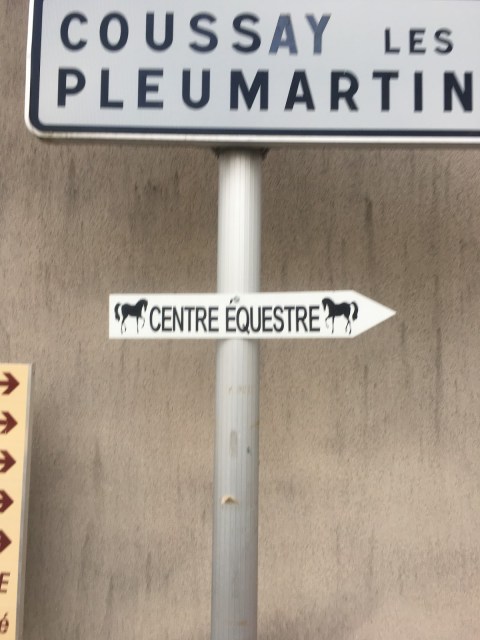 COUSSAY LES
PLEUMARTIN
CENTRE ÉQUESTRE
E
é